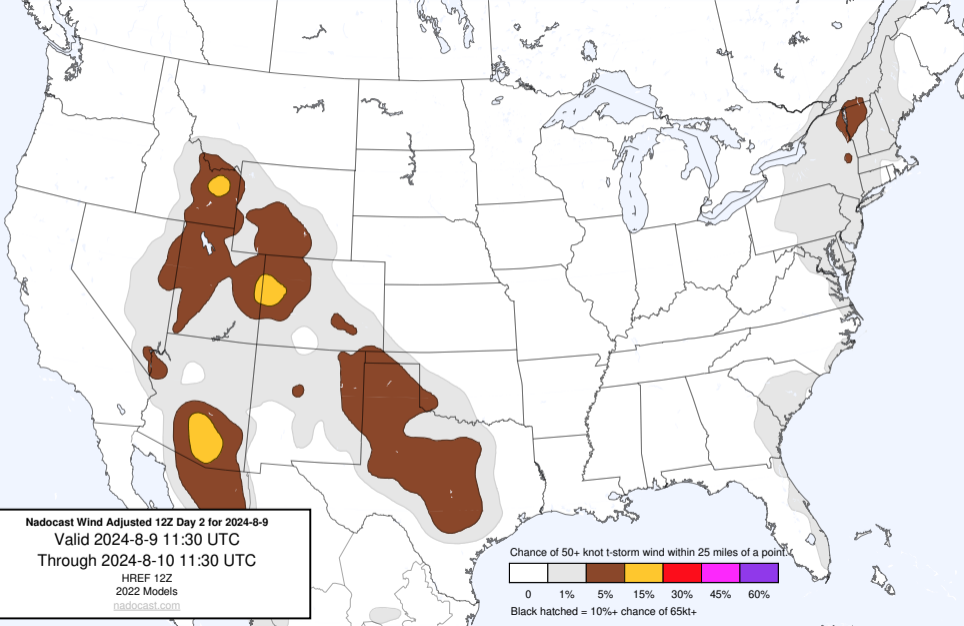 Nadocast Wind Adjusted 12Z Day 2 for 2024-8-9
Valid 2024-8-9 11:30 UTC
Through 2024-8-10 11:30 UTC
HREF 12Z
2022 Models
nadocast.com
Chance of 50+ knot t-storm wind within 25 miles of a point.
0 1% 5% 15% 30% 45% 60%
Black hatched = 10%+ chance of 65kt+